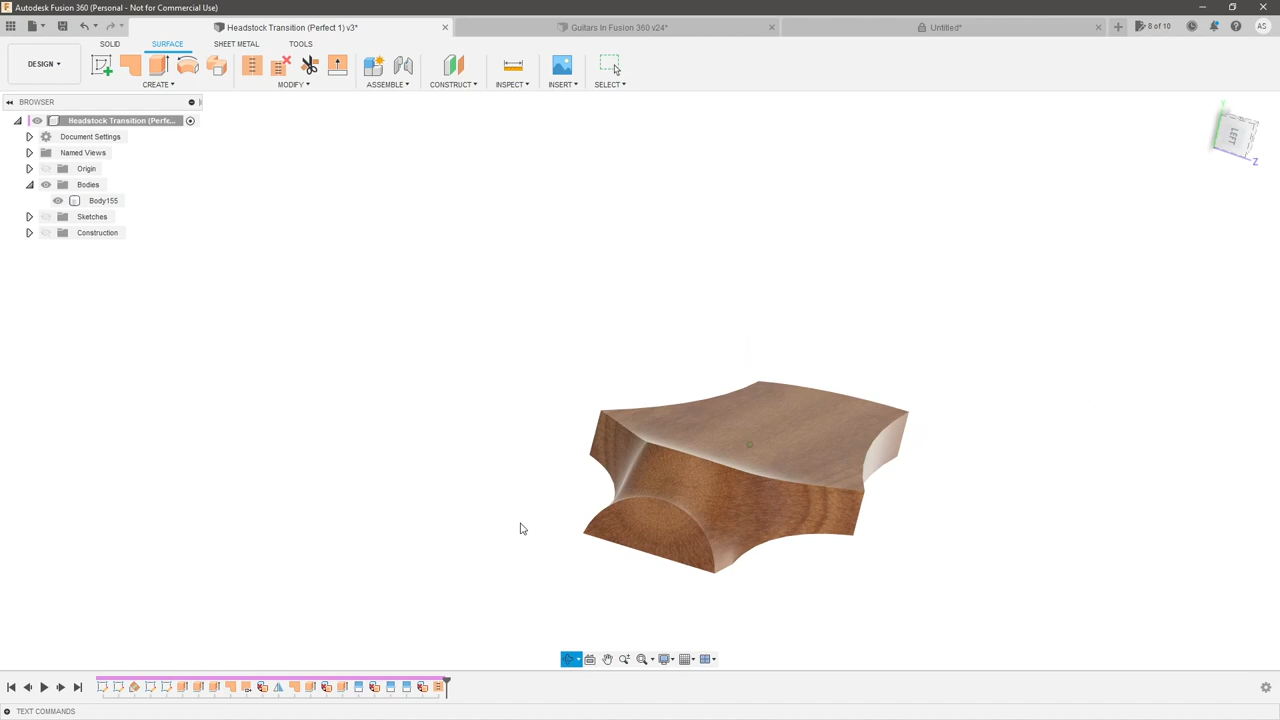 Autodesk Fusion 360 (Personal - Not for Commercial Use)
Headstock Transition (Perfect 1) v3*
Guitars In Fusion 360 v24*
Untitled*
8 of 10
AS
DESIGN
SOLID
SURFACE
SHEET METAL
TOOLS
CREATE
MODIFY
ASSEMBLE
CONSTRUCT
INSPECT
INSERT
SELECT
BROWSER
Headstock Transition (Perfe...
Document Settings
Named Views
Origin
Bodies
Body155
Sketches
Construction
Y
LEFT
Z
TEXT COMMANDS